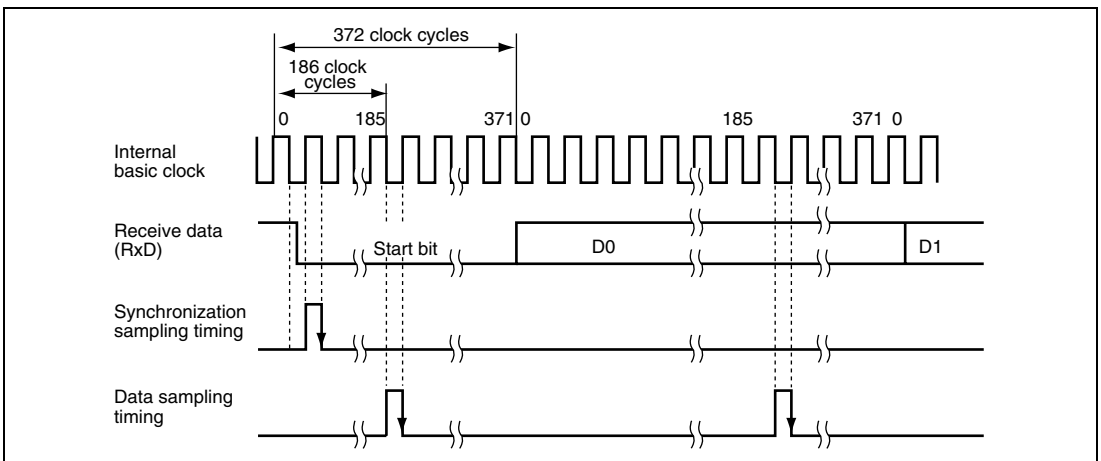 372 clock cycles
186 clock
cycles
0 185 371 0 185 371 0
Internal
basic clock
Receive data
(RxD)
Start bit D0 D1
Synchronization
sampling timing
Data sampling
timing